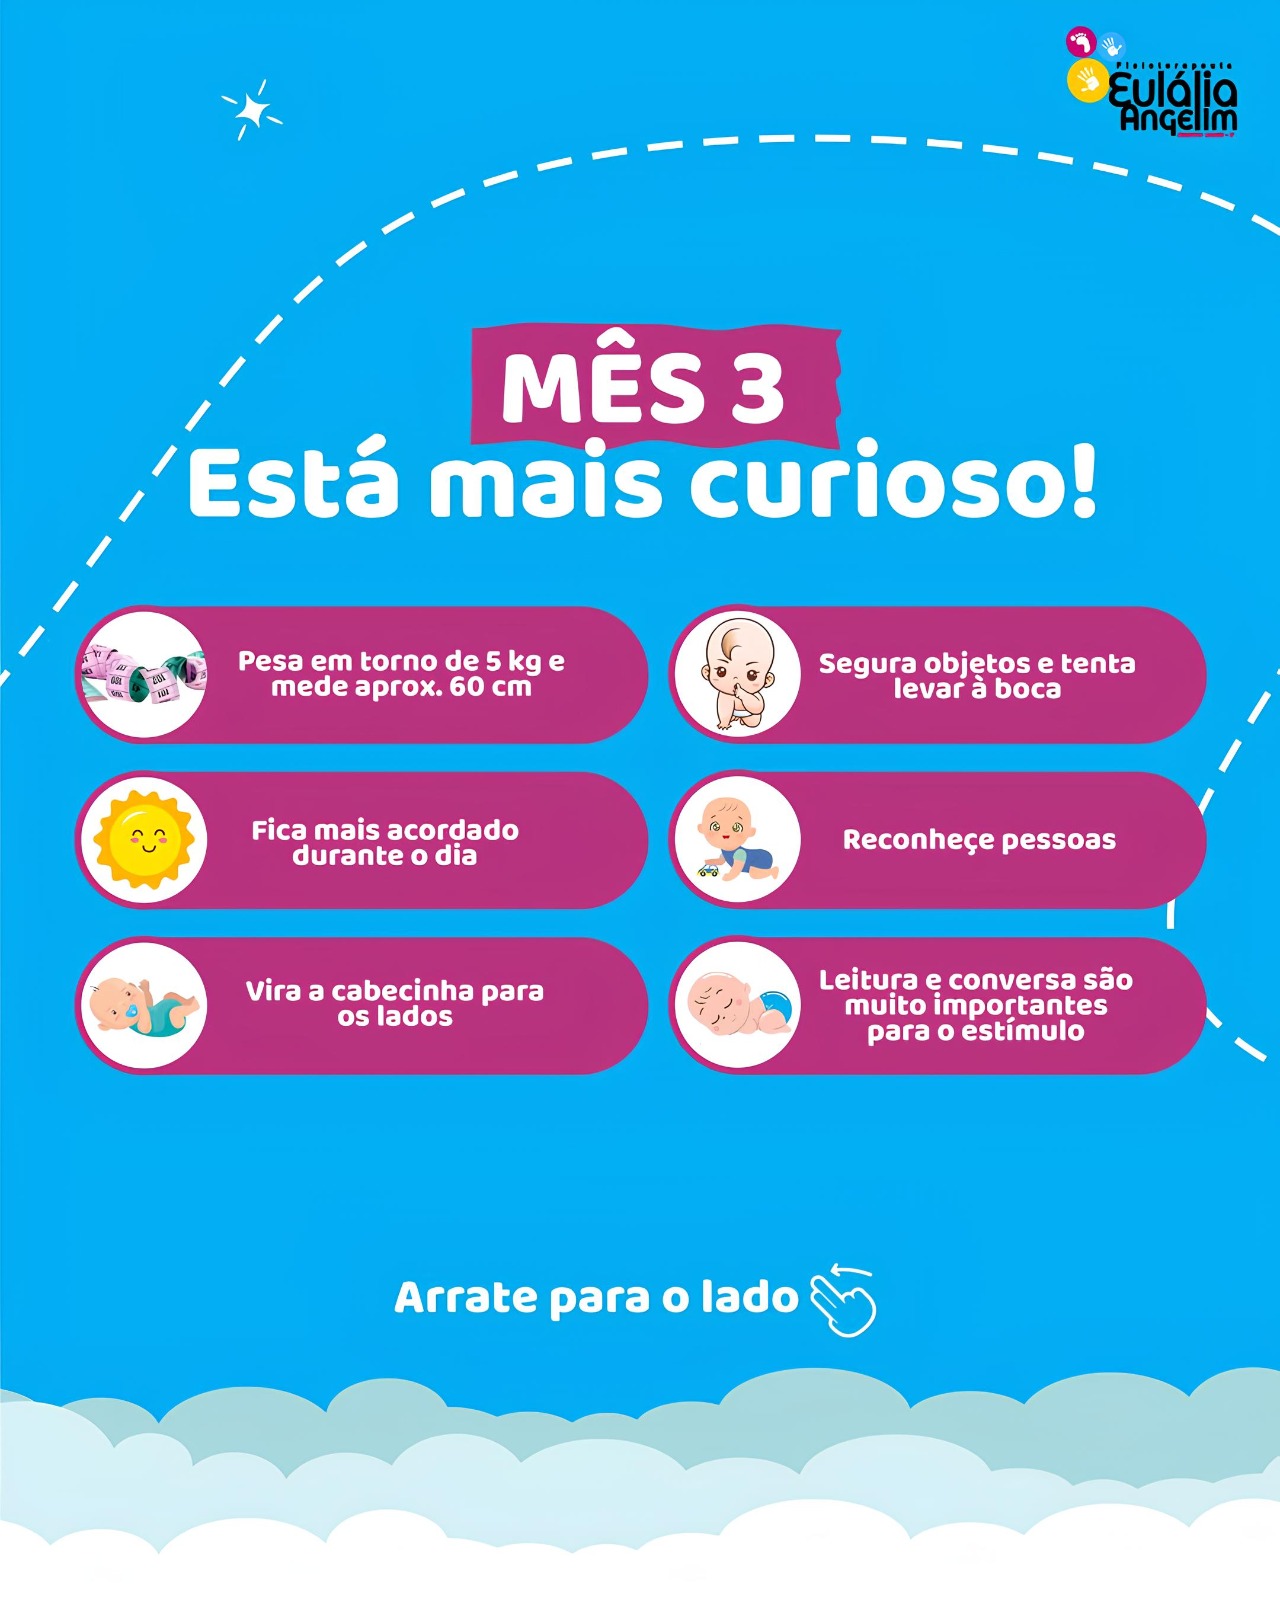 Fisioterapeuta
Eulália
Angelim
MÊS 3
Está mais curioso!
Pesa em torno de 5 kg e
mede aprox. 60 cm
Segura objetos e tenta
levar à boca
Fica mais acordado
durante o dia
Reconheçe pessoas
Vira a cabecinha para
os lados
Leitura e conversa são
muito importantes
para o estímulo
Arrate para o lado